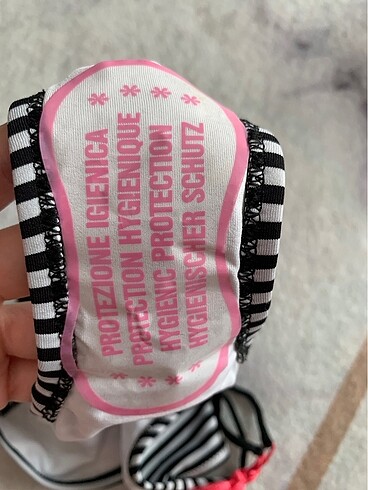 PROTEZIONE IGIENICA
PROTECTION HYGIENIQUE
HYGIENIC PROTECTION
HYGIENISCHER SCHUTZ